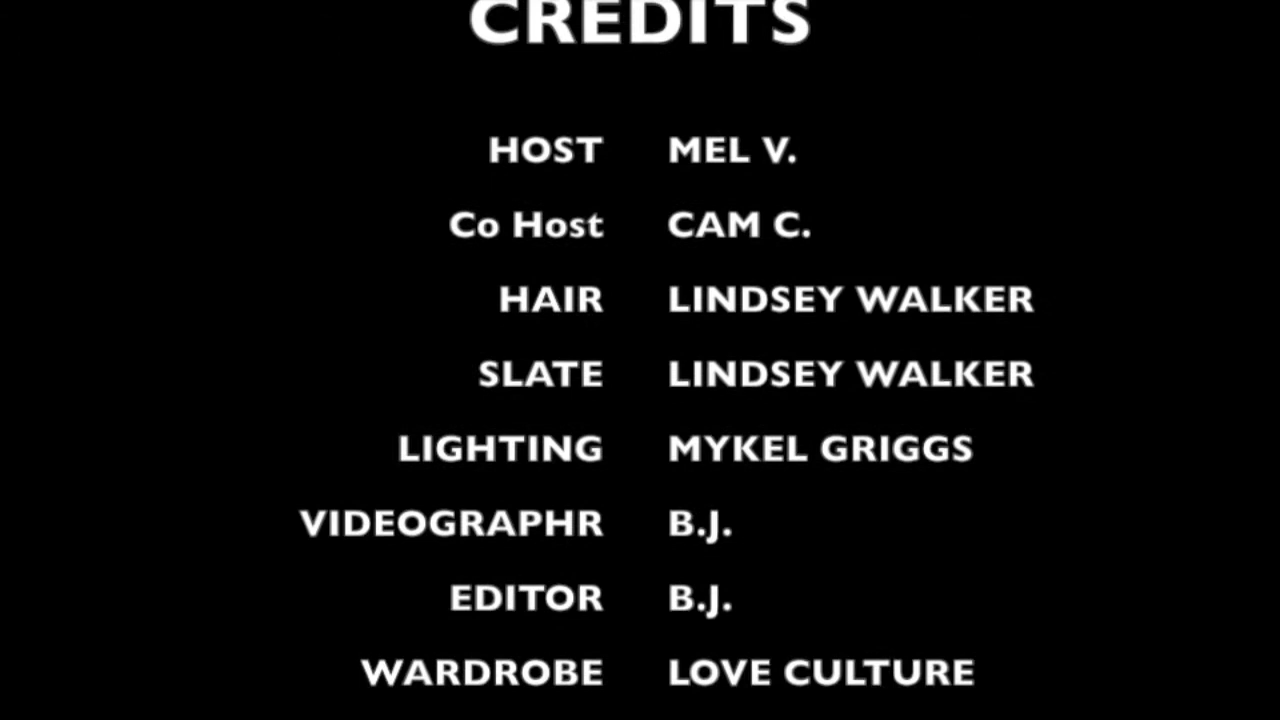 CREDITS
HOST MEL V.
Co Host CAM C.
HAIR LINDSEY WALKER
SLATE LINDSEY WALKER
LIGHTING MYKEL GRIGGS
VIDEOGRAPHR B.J.
EDITOR B.J.
WARDROBE LOVE CULTURE